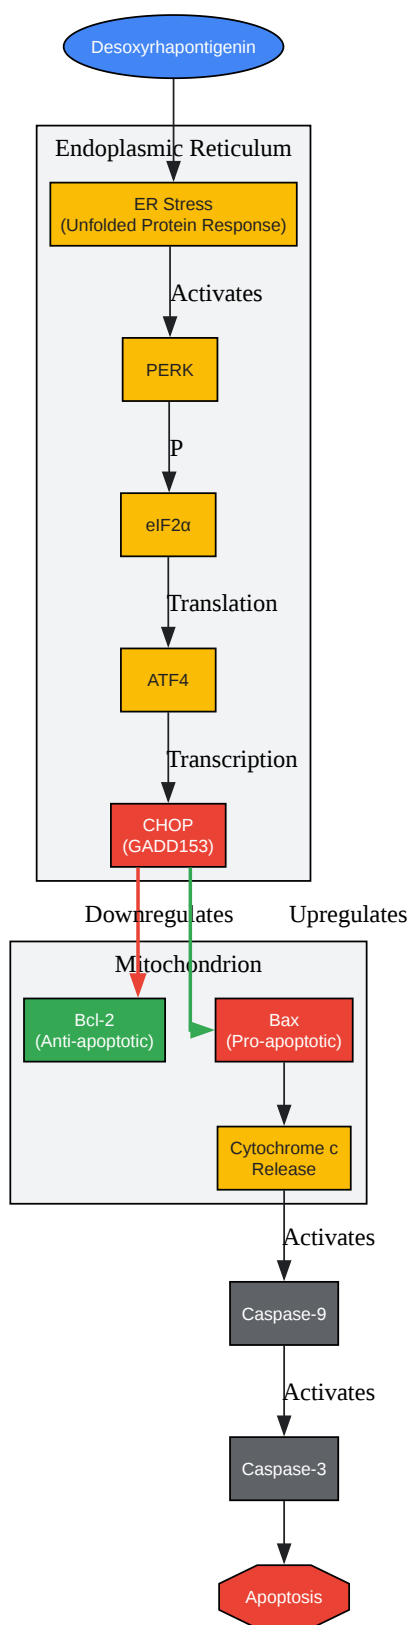 Desoxyrhapontigenin
Endoplasmic Reticulum
ER Stress
(Unfolded Protein Response)
Activates
PERK
P
eIF2α
Translation
ATF4
Transcription
CHOP
(GADD153)
Downregulates
Upregulates
Mitochondrion
Bcl-2
(Anti-apoptotic)
Bax
(Pro-apoptotic)
Cytochrome c
Release
Activates
Caspase-9
Activates
Caspase-3
Apoptosis